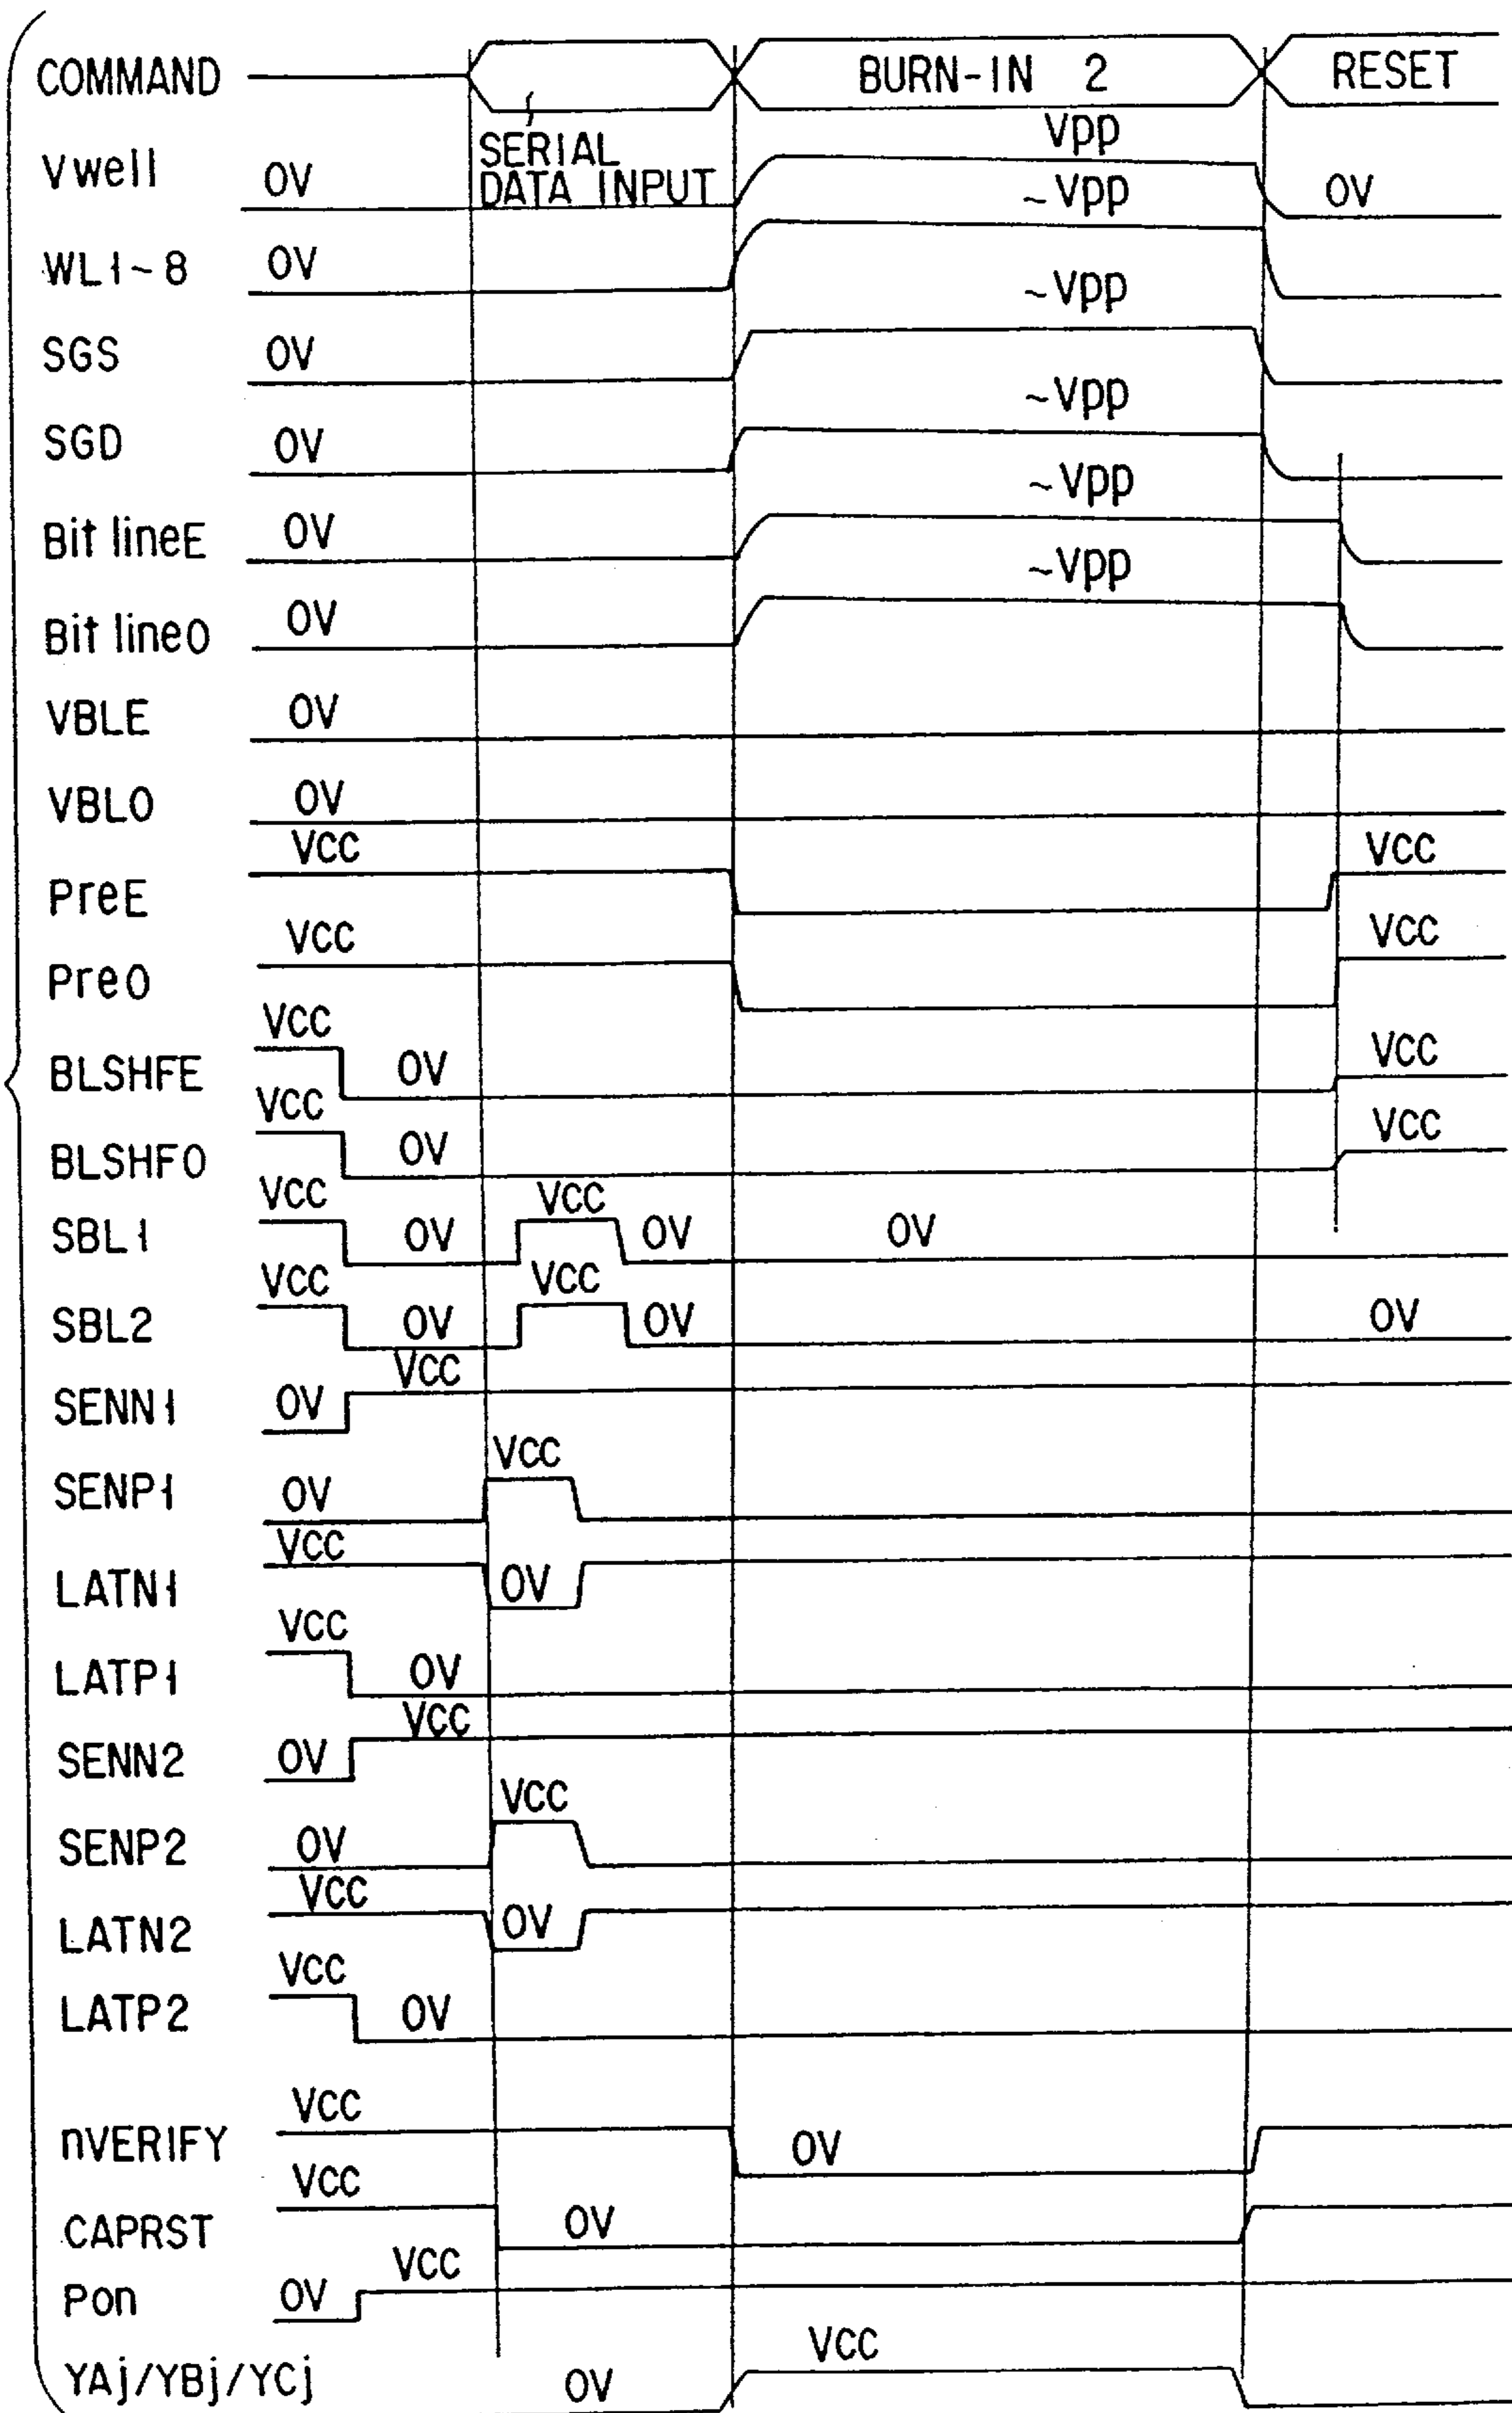 COMMAND BURN-IN 2 RESET
SERIAL
DATA INPUT
Vwell 0V Vpp 0V
WL1~8 0V ~Vpp
SGS 0V ~Vpp
SGD 0V ~Vpp
Bit lineE 0V ~Vpp
Bit lineO 0V ~Vpp
VBLE 0V
VBLO 0V
PreE VCC VCC
PreO VCC VCC
BLSHFE VCC 0V VCC
BLSHFO VCC 0V VCC
SBL1 VCC 0V VCC 0V 0V
SBL2 VCC 0V VCC 0V 0V
SENN1 0V VCC
SENP1 0V VCC
LATN1 VCC 0V
LATP1 VCC 0V
SENN2 0V VCC
SENP2 0V VCC
LATN2 VCC 0V
LATP2 VCC 0V
nVERIFY VCC 0V
CAPRST VCC 0V
Pon 0V VCC
YAj/YBj/YCj 0V VCC